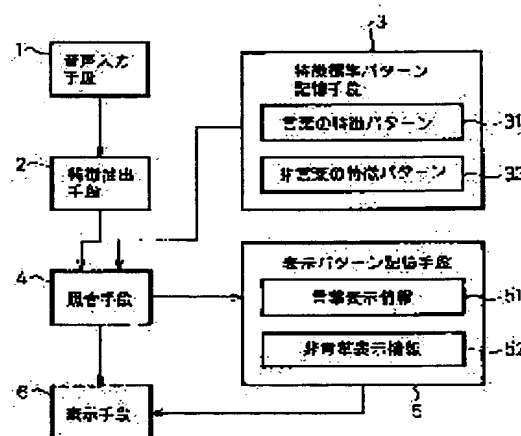 1
音声入力
手段
3
特徴標準パターン
記憶手段
言葉の特徴パターン
31
非言葉の特徴パターン
2
特徴抽出
手段
4
照合手段
表示パターン記憶手段
言葉表示情報
51
非言葉表示情報
52
6
表示手段
5